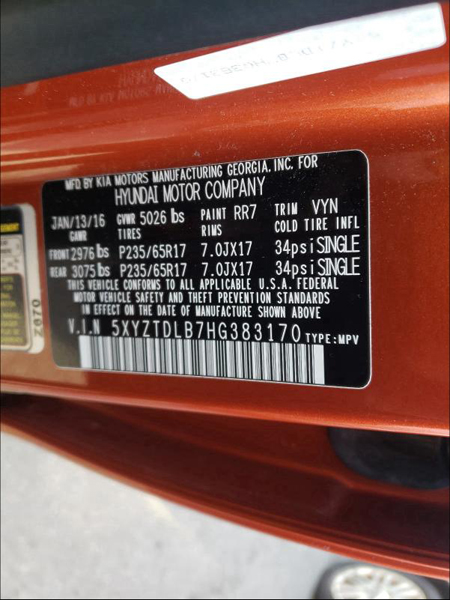 MFD. BY KIA MOTORS MANUFACTURING GEORGIA, INC. FOR
HYUNDAI MOTOR COMPANY
JAN/13/16 GVWR 5026 lbs PAINT RR7 TRIM VYN
GAWR TIRES RIMS COLD TIRE INFL
FRONT 2976 lbs P235/65R17 7.0JX17 34psi SINGLE
REAR 3075 lbs P235/65R17 7.0JX17 34psi SINGLE
THIS VEHICLE CONFORMS TO ALL APPLICABLE U.S.A. FEDERAL
MOTOR VEHICLE SAFETY AND THEFT PREVENTION STANDARDS
IN EFFECT ON THE DATE OF MANUFACTURE SHOWN ABOVE
V.I.N 5XYZTDLB7HG383170 TYPE:MPV
Z670